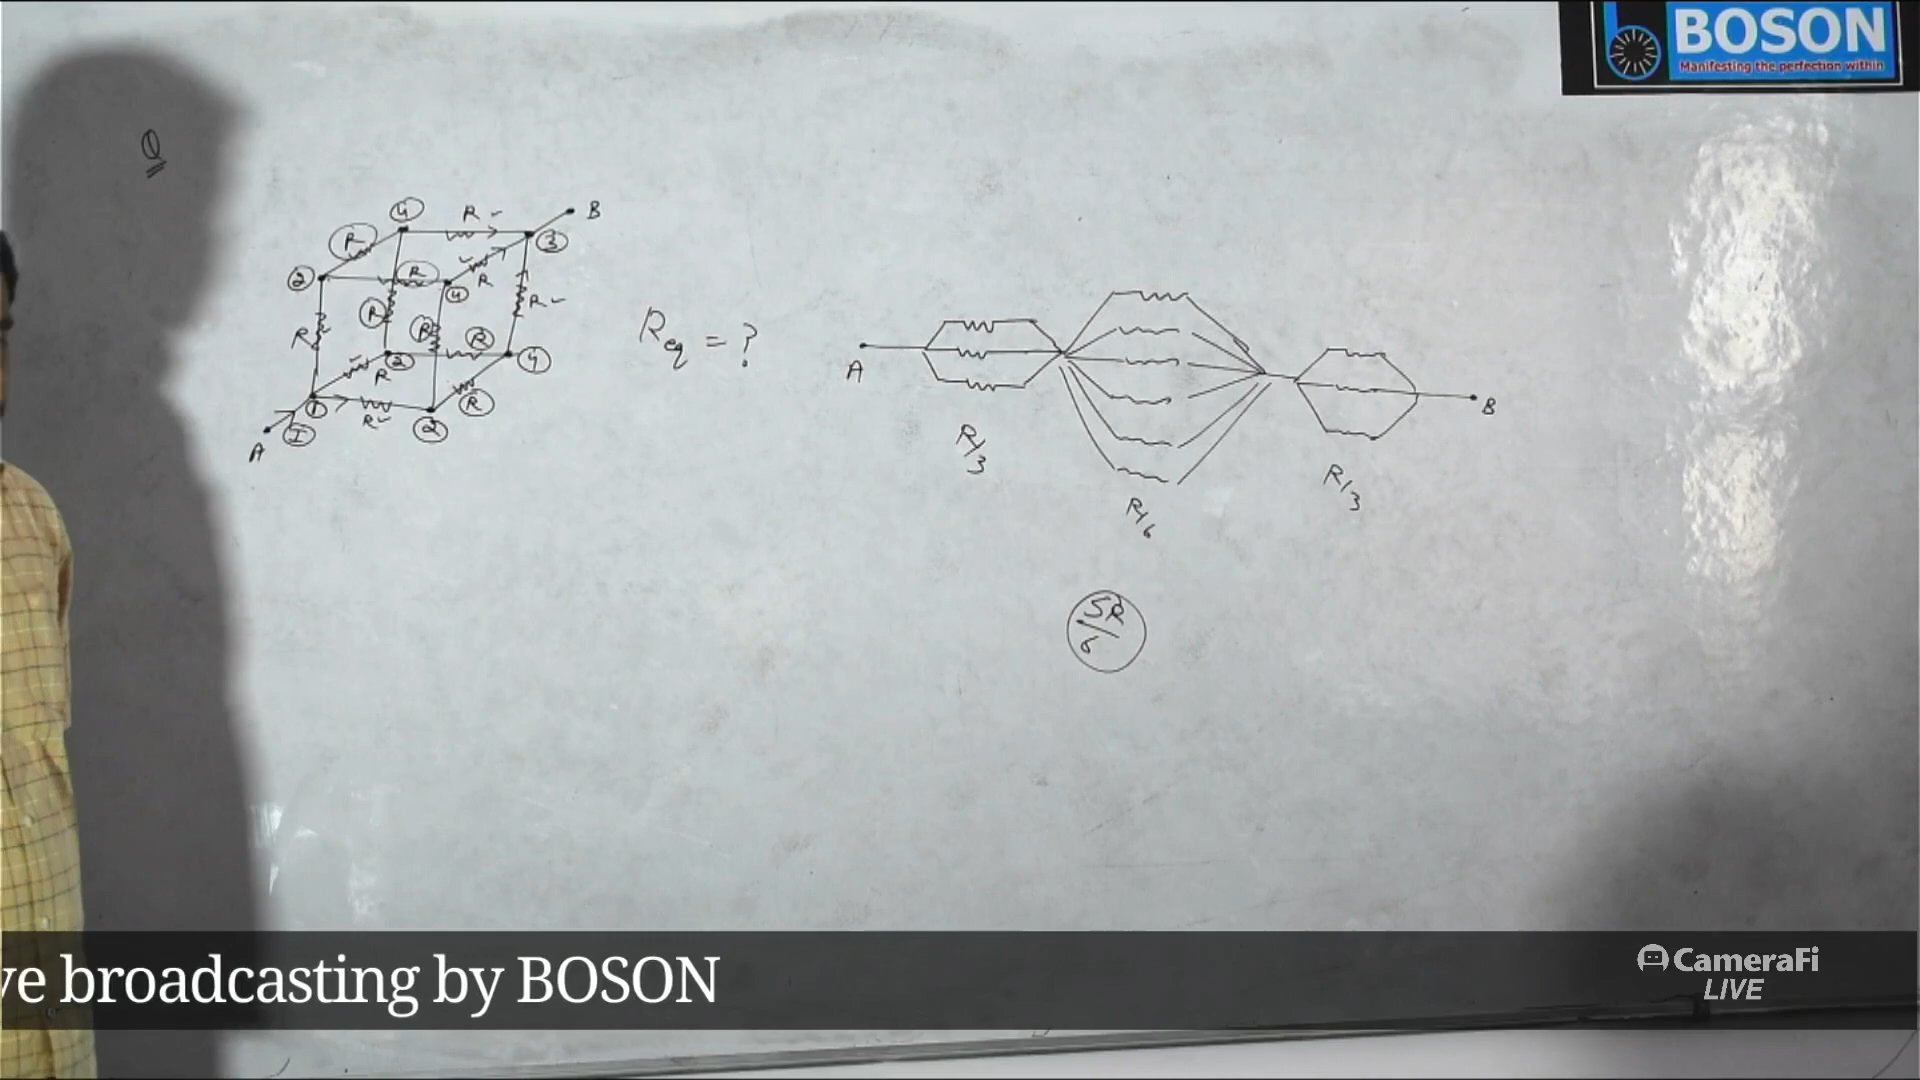 BOSON
Manifesting the perfection within
Q
4 R B
R 3
2 R R
4
R R R
R R 2 4
R R
1 R 2
A I
Req = ?
A B
R/3 R/6 R/3
5R/6
ve broadcasting by BOSON
CameraFi
LIVE